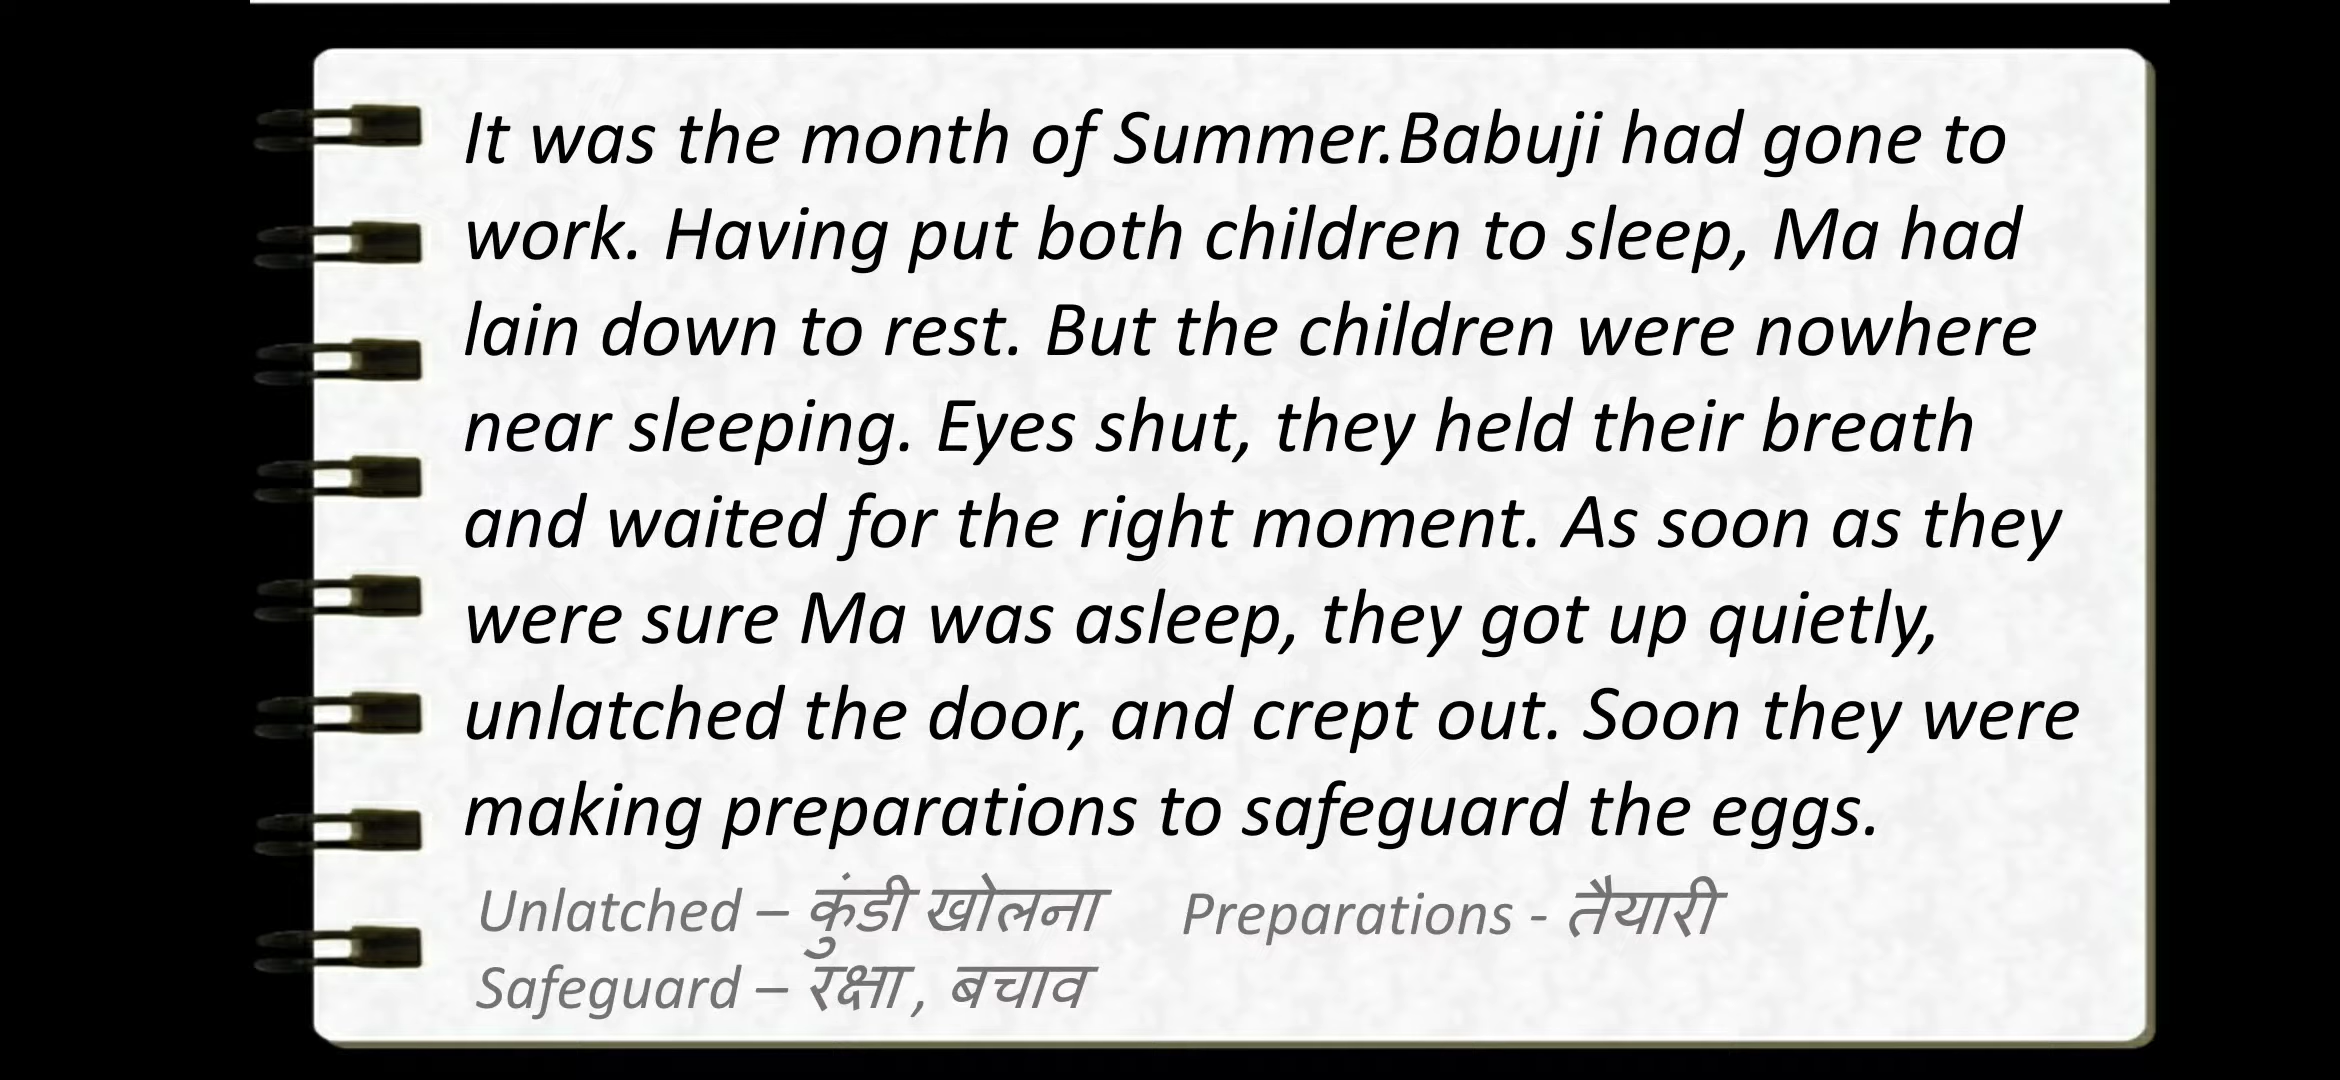 It was the month of Summer.Babuji had gone to
work. Having put both children to sleep, Ma had
lain down to rest. But the children were nowhere
near sleeping. Eyes shut, they held their breath
and waited for the right moment. As soon as they
were sure Ma was asleep, they got up quietly,
unlatched the door, and crept out. Soon they were
making preparations to safeguard the eggs.
Unlatched – कुंडी खोलना Preparations - तैयारी
Safeguard – रक्षा , बचाव